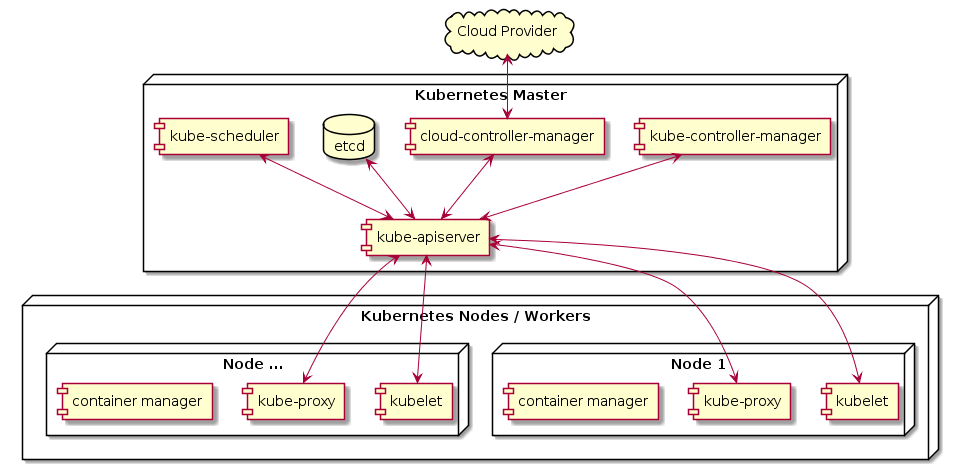 Cloud Provider
Kubernetes Master
kube-scheduler
etcd
cloud-controller-manager
kube-controller-manager
kube-apiserver
Kubernetes Nodes / Workers
Node ...
container manager
kube-proxy
kubelet
Node 1
container manager
kube-proxy
kubelet